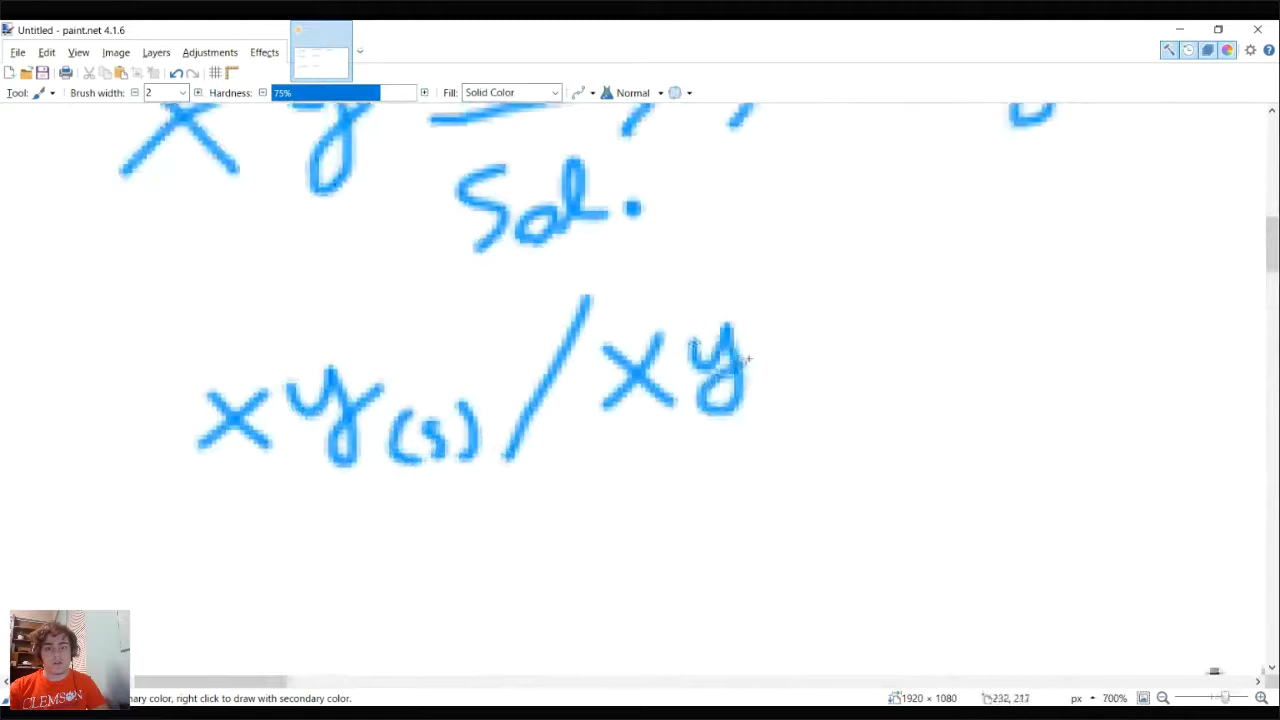 Untitled - paint.net 4.1.6
File Edit View Image Layers Adjustments Effects
Tool: Brush width: 2 Hardness: 75% Fill: Solid Color Normal
x y
Sol.
xy(s)/xy
CLEMSON
color, right click to draw with secondary color.
1920 × 1080 232, 217 px 700%